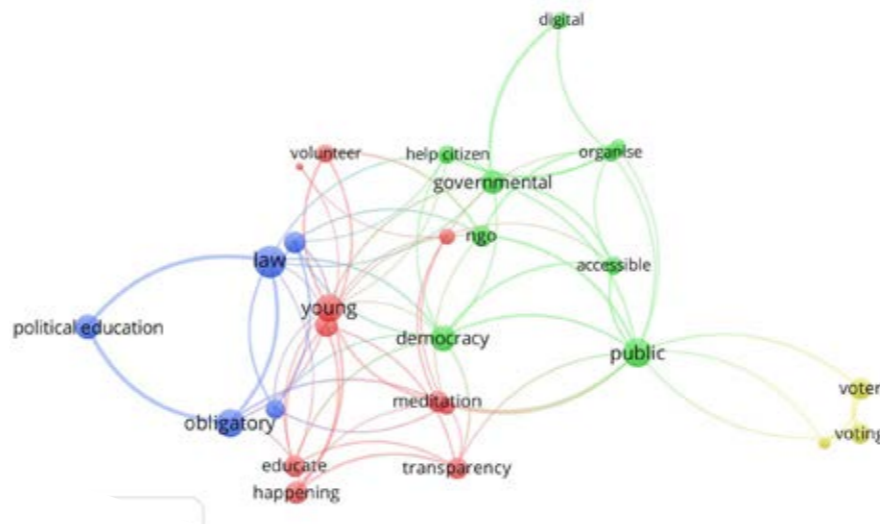 digital
volunteer
help citizen
organise
governmental
ngo
law
accessible
young
political education
democracy
public
voter
meditation
obligatory
voting
educate
transparency
happening